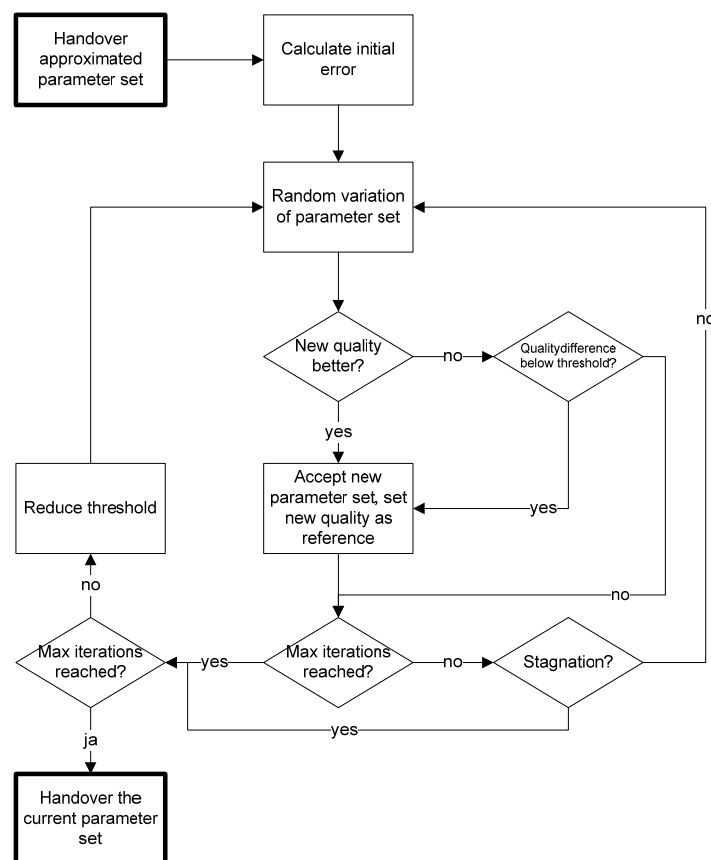 Handover
approximated
parameter set
Calculate initial
error
Random variation
of parameter set
New quality
better?
no
Qualitydifference
below threshold?
no
yes
Accept new
parameter set, set
new quality as
reference
yes
Reduce threshold
no
no
Max iterations
reached?
yes
Max iterations
reached?
no
Stagnation?
yes
ja
Handover the
current parameter
set